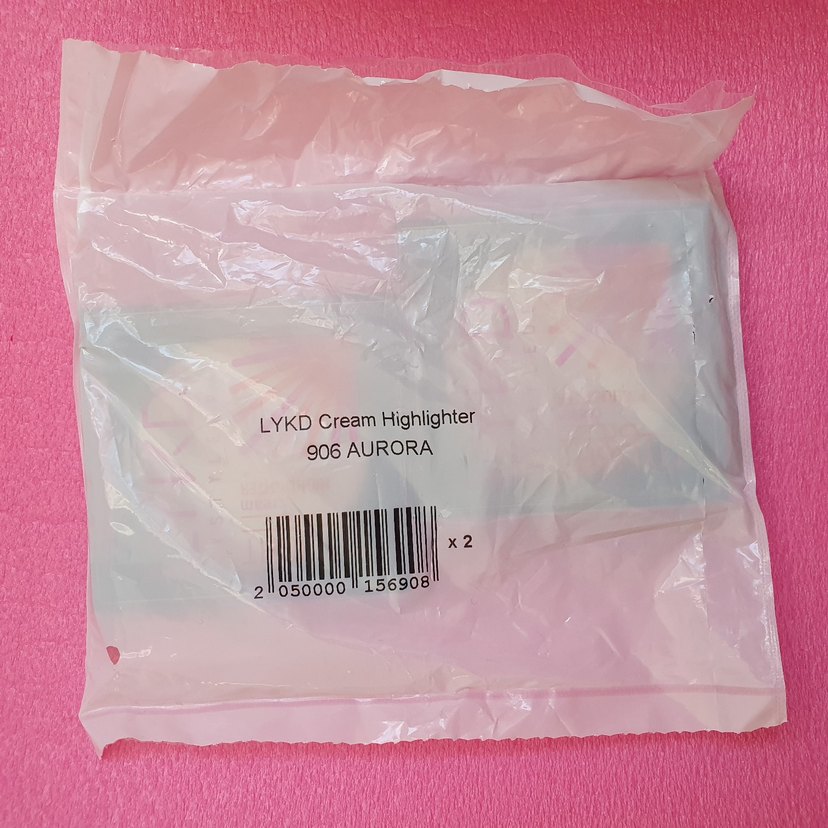 LYKD Cream Highlighter
906 AURORA
x 2
2 050000 156908